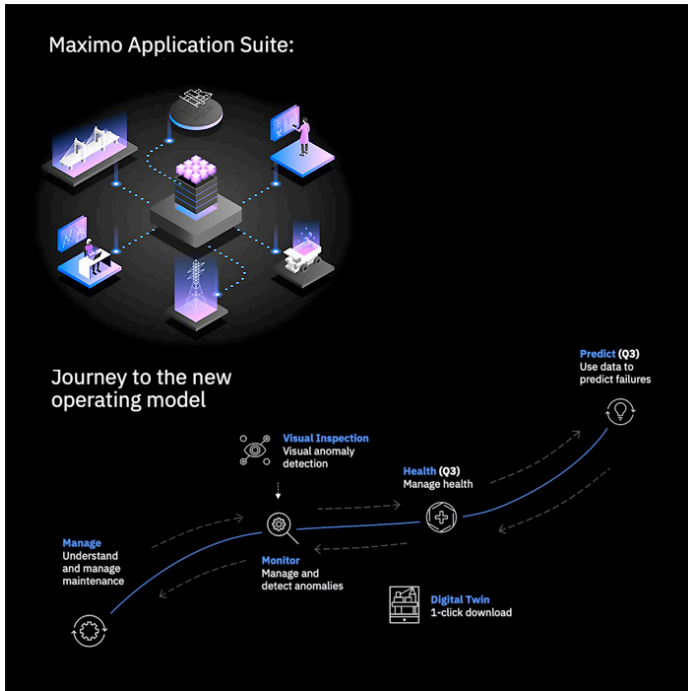 Maximo Application Suite:
Journey to the new
operating model
Predict (Q3)
Use data to
predict failures
Visual Inspection
Visual anomaly
detection
Health (Q3)
Manage health
Manage
Understand
and manage
maintenance
Monitor
Manage and
detect anomalies
Digital Twin
1-click download